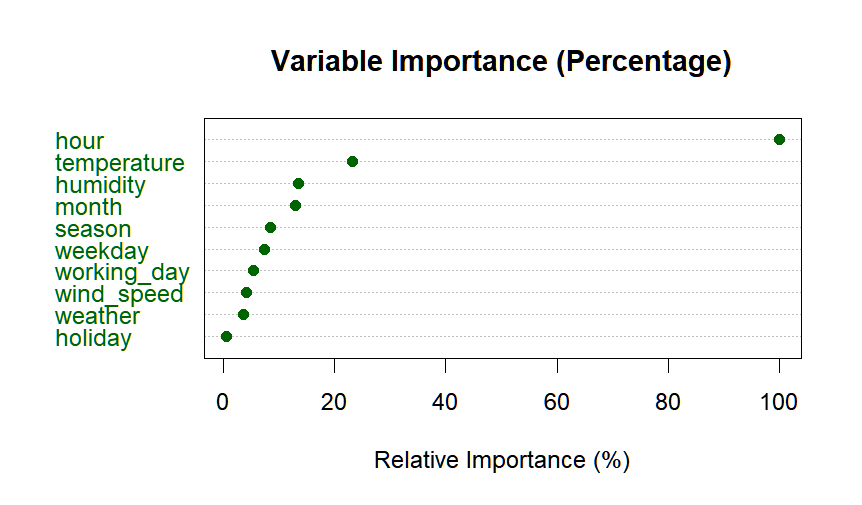 Variable Importance (Percentage)
hour
temperature
humidity
month
season
weekday
working_day
wind_speed
weather
holiday
0 20 40 60 80 100
Relative Importance (%)